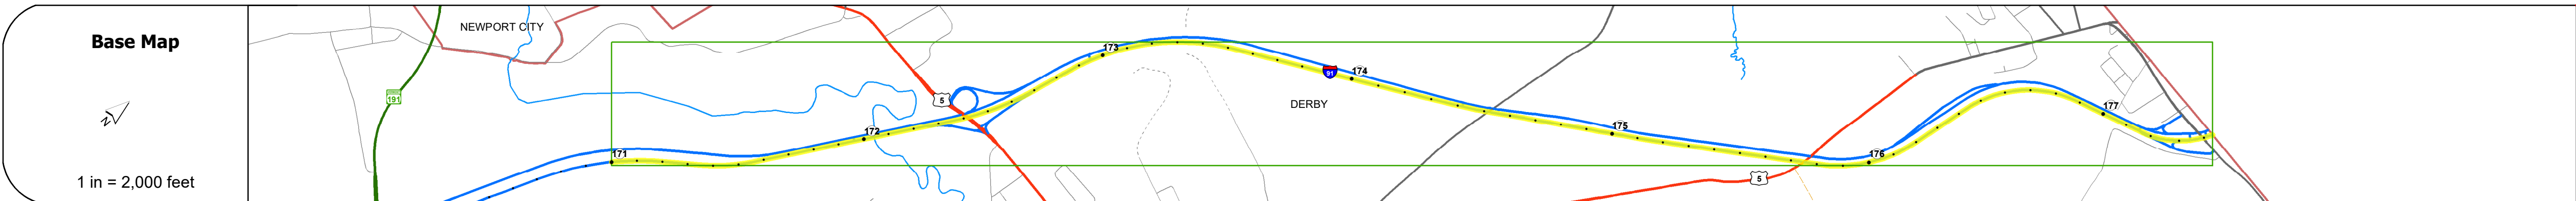 Base Map
N
1 in = 2,000 feet
NEWPORT CITY
191
171
172
5
173
DERBY
91
174
175
5
176
177